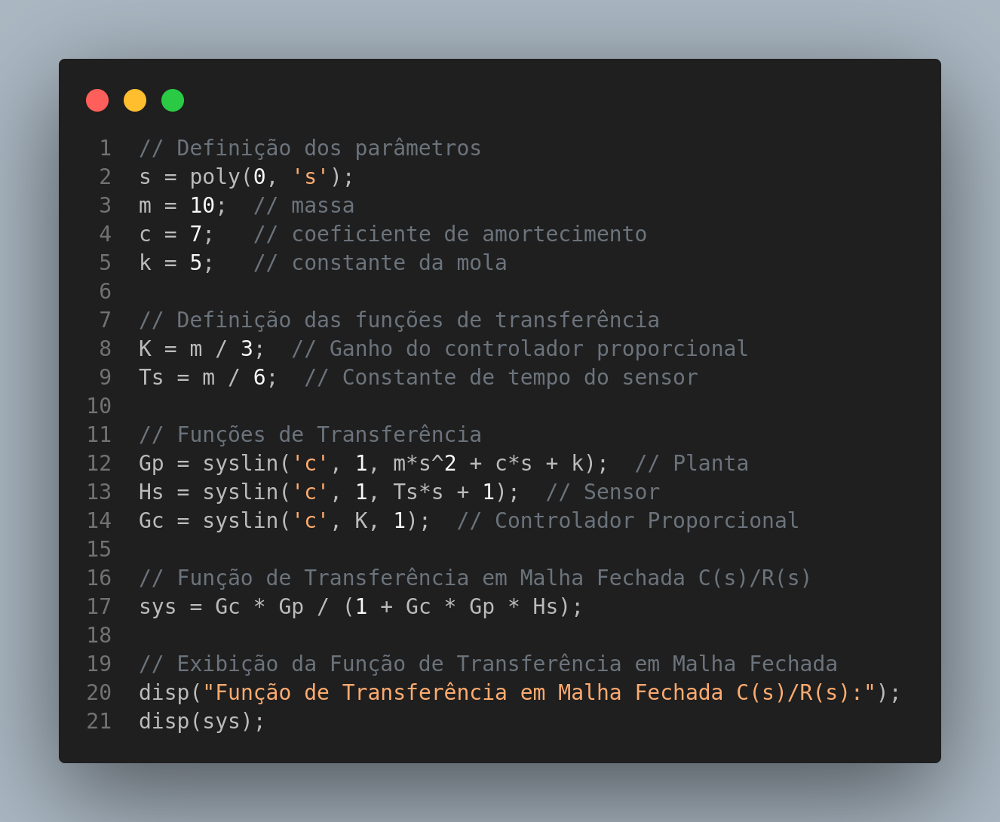 1 // Definição dos parâmetros
2 s = poly(0, 's');
3 m = 10;  // massa
4 c = 7;   // coeficiente de amortecimento
5 k = 5;   // constante da mola
6
7 // Definição das funções de transferência
8 K = m / 3;  // Ganho do controlador proporcional
9 Ts = m / 6;  // Constante de tempo do sensor
10
11 // Funções de Transferência
12 Gp = syslin('c', 1, m*s^2 + c*s + k);  // Planta
13 Hs = syslin('c', 1, Ts*s + 1);  // Sensor
14 Gc = syslin('c', K, 1);  // Controlador Proporcional
15
16 // Função de Transferência em Malha Fechada C(s)/R(s)
17 sys = Gc * Gp / (1 + Gc * Gp * Hs);
18
19 // Exibição da Função de Transferência em Malha Fechada
20 disp("Função de Transferência em Malha Fechada C(s)/R(s):");
21 disp(sys);